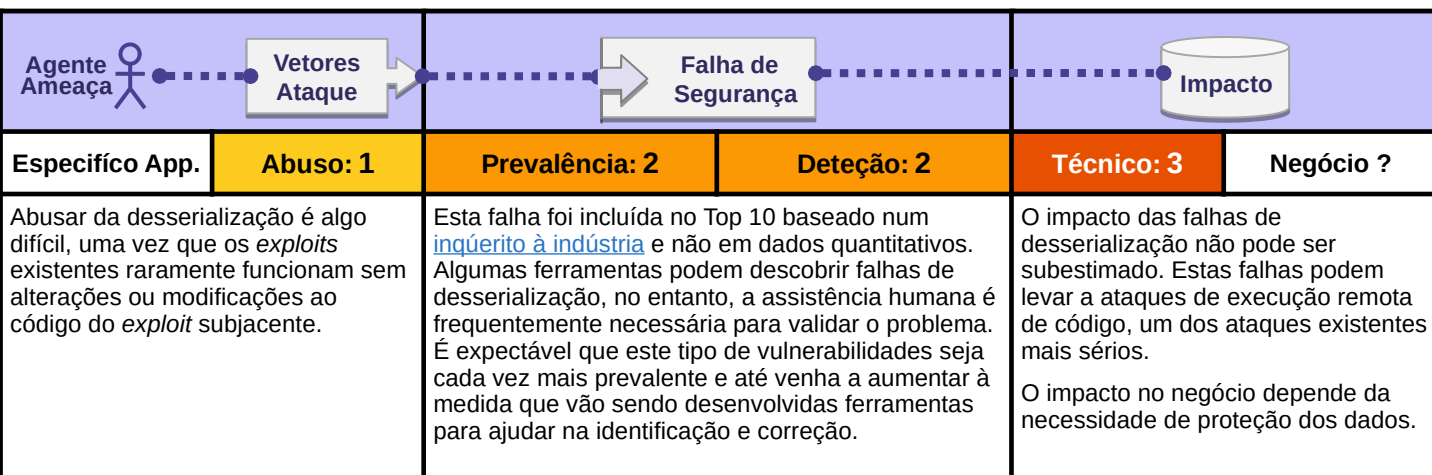 Agente
Ameaça
Vetores
Ataque
Falha de
Segurança
Impacto
Especifíco App.
Abuso: 1
Prevalência: 2
Deteção: 2
Técnico: 3
Negócio ?
Abusar da desserialização é algo
difícil, uma vez que os exploits
existentes raramente funcionam sem
alterações ou modificações ao
código do exploit subjacente.
Esta falha foi incluída no Top 10 baseado num
inqúerito à indústria e não em dados quantitativos.
Algumas ferramentas podem descobrir falhas de
desserialização, no entanto, a assistência humana é
frequentemente necessária para validar o problema.
É expectável que este tipo de vulnerabilidades seja
cada vez mais prevalente e até venha a aumentar à
medida que vão sendo desenvolvidas ferramentas
para ajudar na identificação e correção.
O impacto das falhas de
desserialização não pode ser
subestimado. Estas falhas podem
levar a ataques de execução remota
de código, um dos ataques existentes
mais sérios.
O impacto no negócio depende da
necessidade de proteção dos dados.